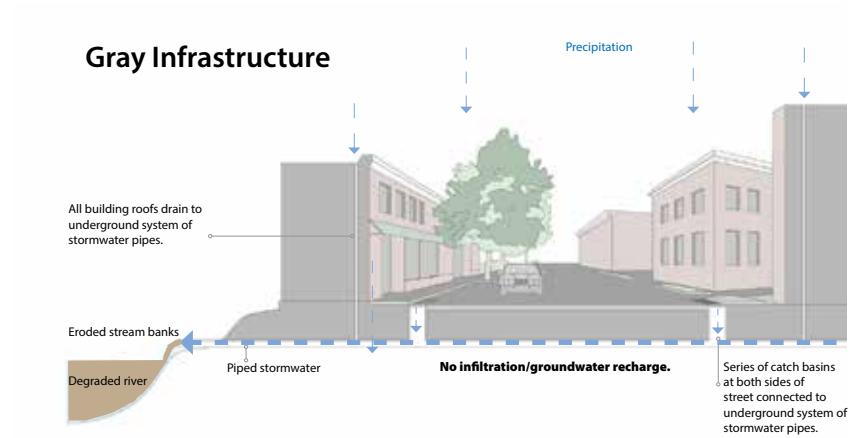 Gray Infrastructure
Precipitation
All building roofs drain to
underground system of
stormwater pipes.
Eroded stream banks
Degraded river
Piped stormwater
No infiltration/groundwater recharge.
Series of catch basins
at both sides of
street connected to
underground system of
stormwater pipes.